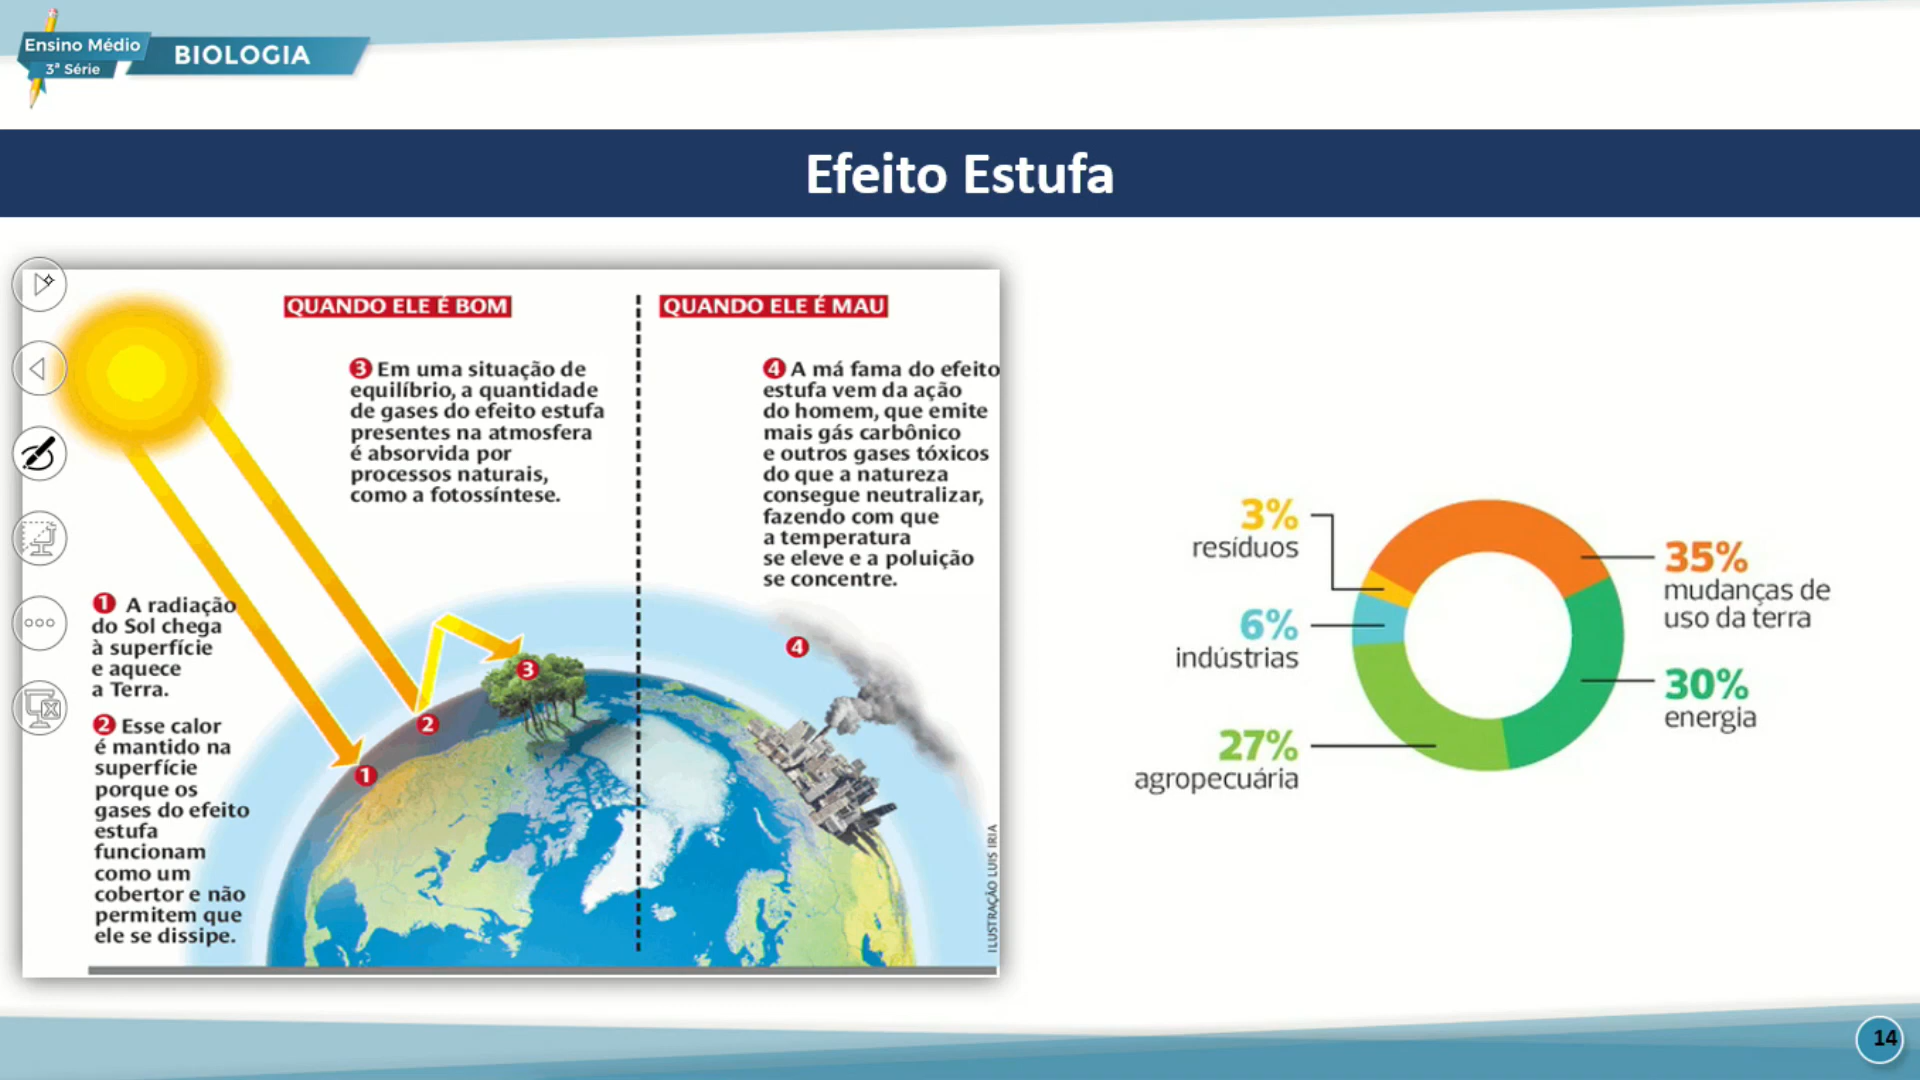 Ensino Médio
3ª Série
BIOLOGIA
Efeito Estufa
QUANDO ELE É BOM
3 Em uma situação de
equilíbrio, a quantidade
de gases do efeito estufa
presentes na atmosfera
é absorvida por
processos naturais,
como a fotossíntese.
QUANDO ELE É MAU
4 A má fama do efeito
estufa vem da ação
do homem, que emite
mais gás carbônico
e outros gases tóxicos
do que a natureza
consegue neutralizar,
fazendo com que
a temperatura
se eleve e a poluição
se concentre.
1 A radiação
do Sol chega
à superfície
e aquece
a Terra.
2 Esse calor
é mantido na
superfície
porque os
gases do efeito
estufa
funcionam
como um
cobertor e não
permitem que
ele se dissipe.
1
2
3
4
ILUSTRAÇÃO LUIS IRIA
3%
resíduos
6%
indústrias
27%
agropecuária
35%
mudanças de
uso da terra
30%
energia
14